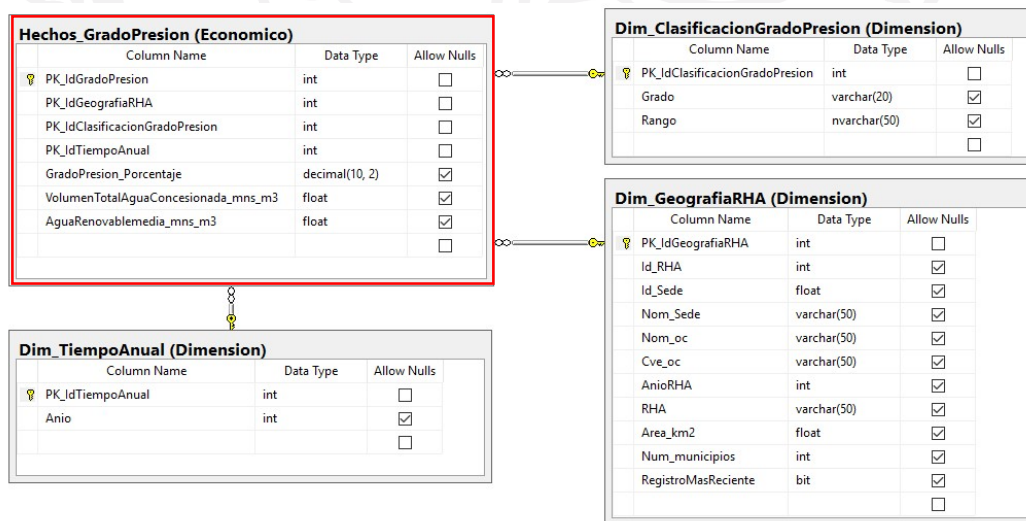 Hechos_GradoPresion (Economico)
Column Name Data Type Allow Nulls
PK_IdGradoPresion int
PK_IdGeografiaRHA int
PK_IdClasificacionGradoPresion int
PK_IdTiempoAnual int
GradoPresion_Porcentaje decimal(10, 2)
VolumenTotalAguaConcesionada_mns_m3 float
AguaRenovablemedia_mns_m3 float
Dim_ClasificacionGradoPresion (Dimension)
Column Name Data Type Allow Nulls
PK_IdClasificacionGradoPresion int
Grado varchar(20)
Rango nvarchar(50)
Dim_GeografiaRHA (Dimension)
Column Name Data Type Allow Nulls
PK_IdGeografiaRHA int
Id_RHA int
Id_Sede float
Nom_Sede varchar(50)
Nom_oc varchar(50)
Cve_oc varchar(50)
AnioRHA int
RHA varchar(50)
Area_km2 float
Num_municipios int
RegistroMasReciente bit
Dim_TiempoAnual (Dimension)
Column Name Data Type Allow Nulls
PK_IdTiempoAnual int
Anio int